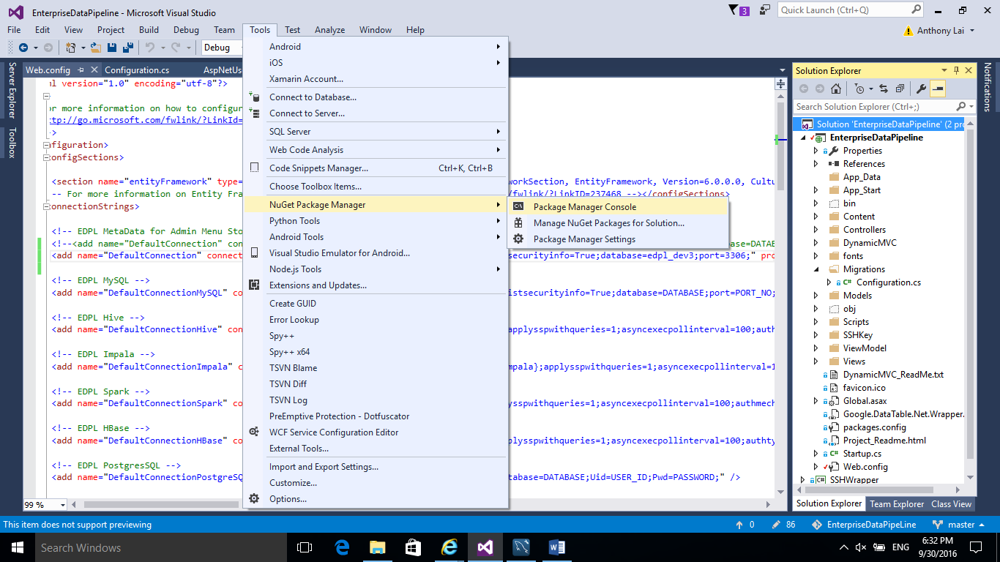 EnterpriseDataPipeline - Microsoft Visual Studio
3
Quick Launch (Ctrl+Q)
File Edit View Project Build Debug Team Tools Test Analyze Window Help
Anthony Lai
Debug
Server Explorer
Toolbox
Web.config
Configuration.cs
AspNetUs
l version="1.0" encoding="utf-8"?>
or more information on how to configur
ttp://go.microsoft.com/fwlink/?LinkId=
>
figuration>
onfigSections>
<section name="entityFramework" type=
workSection, EntityFramework, Version=6.0.0.0, Cultu
-- For more information on Entity Fra
/fwlink/?LinkID=237468 --></configSections>
onnectionStrings>
<!-- EDPL MetaData for Admin Menu Sto
<!--<add name="DefaultConnection" con
base=DATAB
<add name="DefaultConnection" connect
securityinfo=True;database=edpl_dev3;port=3306;" pro
<!-- EDPL MySQL -->
<add name="DefaultConnectionMySQL" co
istsecurityinfo=True;database=DATABASE;port=PORT_NO;
<!-- EDPL Hive -->
<add name="DefaultConnectionHive" con
applysspwithqueries=1;asyncexecpollinterval=100;auth
<!-- EDPL Impala -->
<add name="DefaultConnectionImpala" c
mpala};applysspwithqueries=1;asyncexecpollinterval=1
<!-- EDPL Spark -->
<add name="DefaultConnectionSpark" co
ysspwithqueries=1;asyncexecpollinterval=100;authmech
<!-- EDPL HBase -->
<add name="DefaultConnectionHBase" co
plysspwithqueries=1;asyncexecpollinterval=100;authty
<!-- EDPL PostgresSQL -->
<add name="DefaultConnectionPostgreSQ
tabase=DATABASE;Uid=USER_ID;Pwd=PASSWORD;" />
99 %
Android
iOS
Xamarin Account...
Connect to Database...
Connect to Server...
SQL Server
Web Code Analysis
Code Snippets Manager... Ctrl+K, Ctrl+B
Choose Toolbox Items...
NuGet Package Manager
Python Tools
Android Tools
Visual Studio Emulator for Android...
Node.js Tools
Extensions and Updates...
Create GUID
Error Lookup
Spy++
Spy++ x64
TSVN Blame
TSVN Diff
TSVN Log
PreEmptive Protection - Dotfuscator
WCF Service Configuration Editor
External Tools...
Import and Export Settings...
Customize...
Options...
Package Manager Console
Manage NuGet Packages for Solution...
Package Manager Settings
Solution Explorer
Search Solution Explorer (Ctrl+;)
Solution 'EnterpriseDataPipeline' (2 pro
EnterpriseDataPipeline
Properties
References
App_Data
App_Start
bin
Content
Controllers
DynamicMVC
fonts
Migrations
C# Configuration.cs
Models
obj
Scripts
SSHKey
ViewModel
Views
DynamicMVC_ReadMe.txt
favicon.ico
Global.asax
Google.DataTable.Net.Wrapper.
packages.config
Project_Readme.html
C# Startup.cs
Web.config
C# SSHWrapper
Solution Explorer Team Explorer Class View
Notifications
This item does not support previewing
0
86
EnterpriseDataPipeLine
master
Search Windows
ENG
6:32 PM
9/30/2016